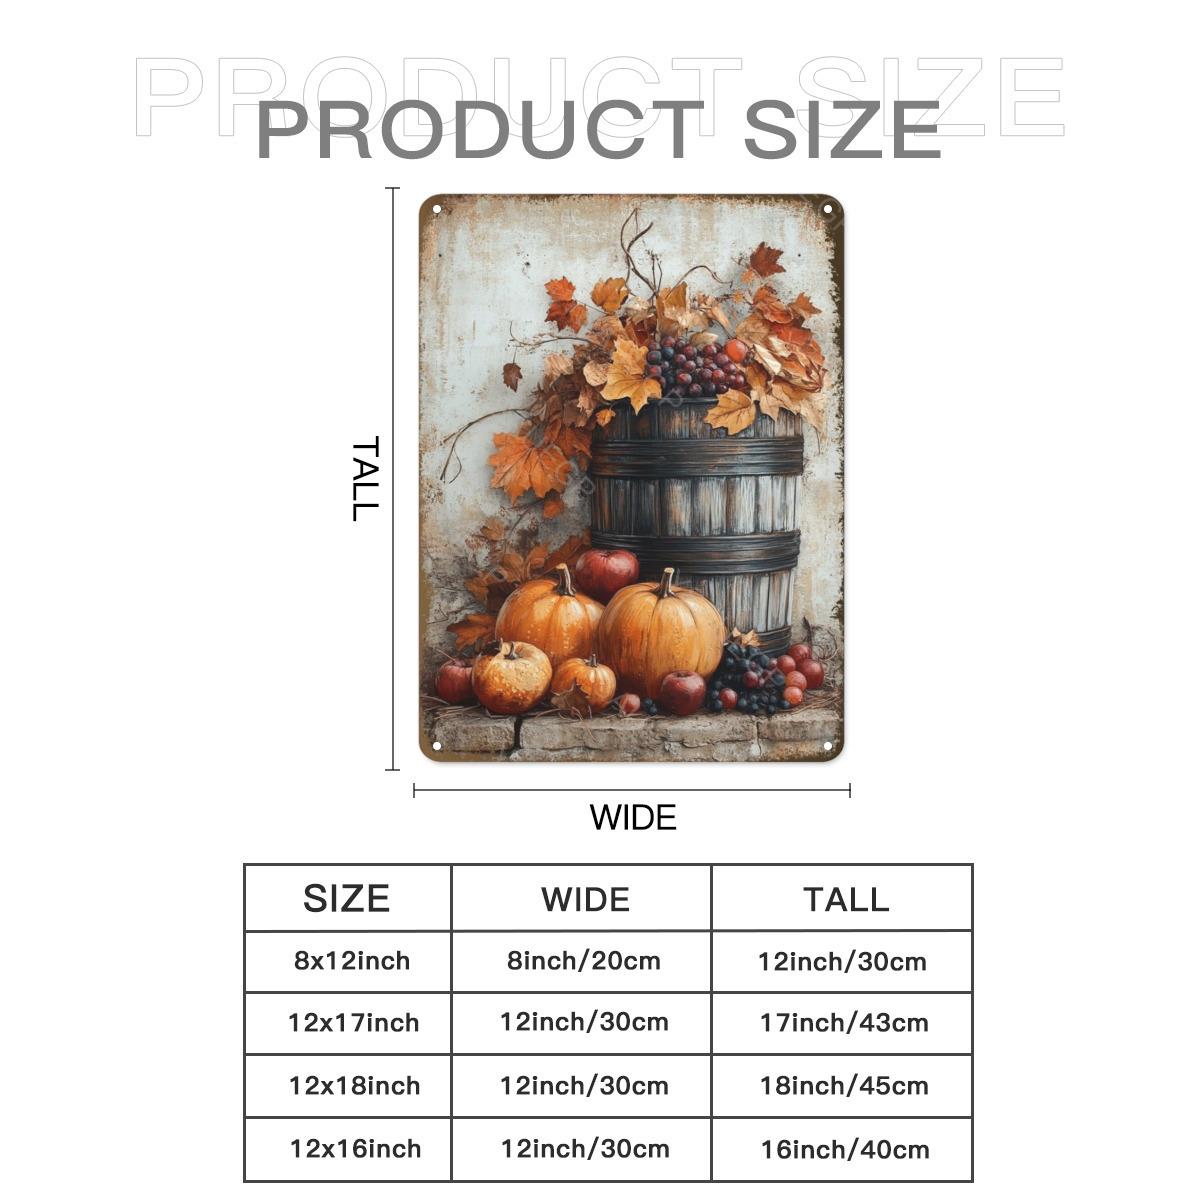 PRODUCT SIZE
PRODUCT SIZE
TALL
WIDE
SIZE WIDE TALL
8x12inch 8inch/20cm 12inch/30cm
12x17inch 12inch/30cm 17inch/43cm
12x18inch 12inch/30cm 18inch/45cm
12x16inch 12inch/30cm 16inch/40cm